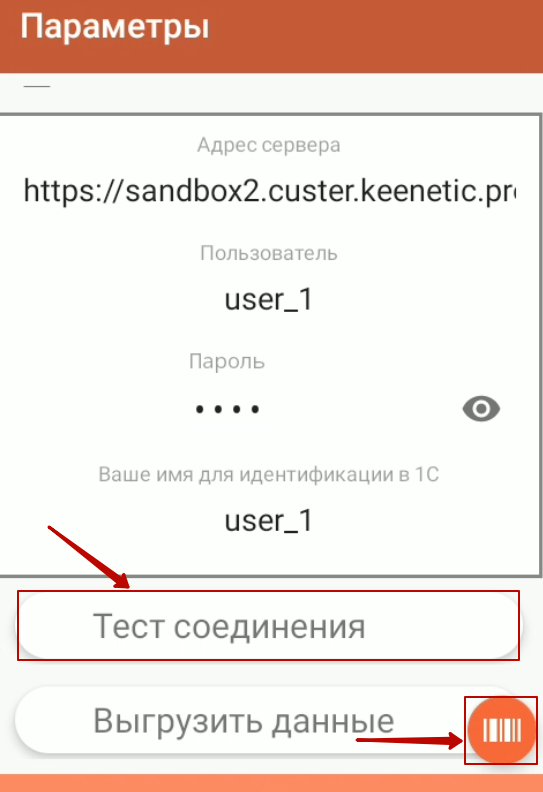 Параметры
Адрес сервера
https://sandbox2.custer.keenetic.pr
Пользователь
user_1
Пароль
••••
Ваше имя для идентификации в 1С
user_1
Тест соединения
Выгрузить данные